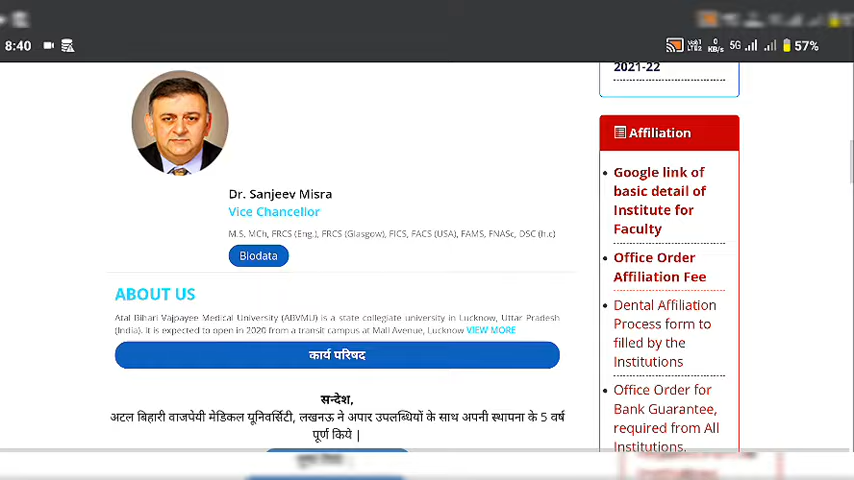 8:40
Vo))
LTE2
0
KB/s
5G
57%
Dr. Sanjeev Misra
Vice Chancellor
M.S, MCh, FRCS (Eng.), FRCS (Glasgow), FICS, FACS (USA), FAMS, FNASc, DSC (h.c)
Biodata
ABOUT US
Atal Bihari Vajpayee Medical University (ABVMU) is a state collegiate university in Lucknow, Uttar Pradesh
(India). It is expected to open in 2020 from a transit campus at Mall Avenue, Lucknow VIEW MORE
कार्य परिषद
सन्देश,
अटल बिहारी वाजपेयी मेडिकल यूनिवर्सिटी, लखनऊ ने अपार उपलब्धियों के साथ अपनी स्थापना के 5 वर्ष
पूर्ण किये |
2021-22
Affiliation
Google link of
basic detail of
Institute for
Faculty
Office Order
Affiliation Fee
Dental Affiliation
Process form to
filled by the
Institutions
Office Order for
Bank Guarantee,
required from All
Institutions.